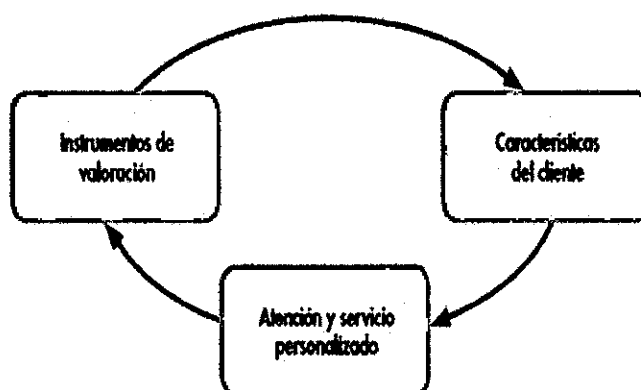 Instrumentos de
valoración
Características
del cliente
Atención y servicio
personalizado